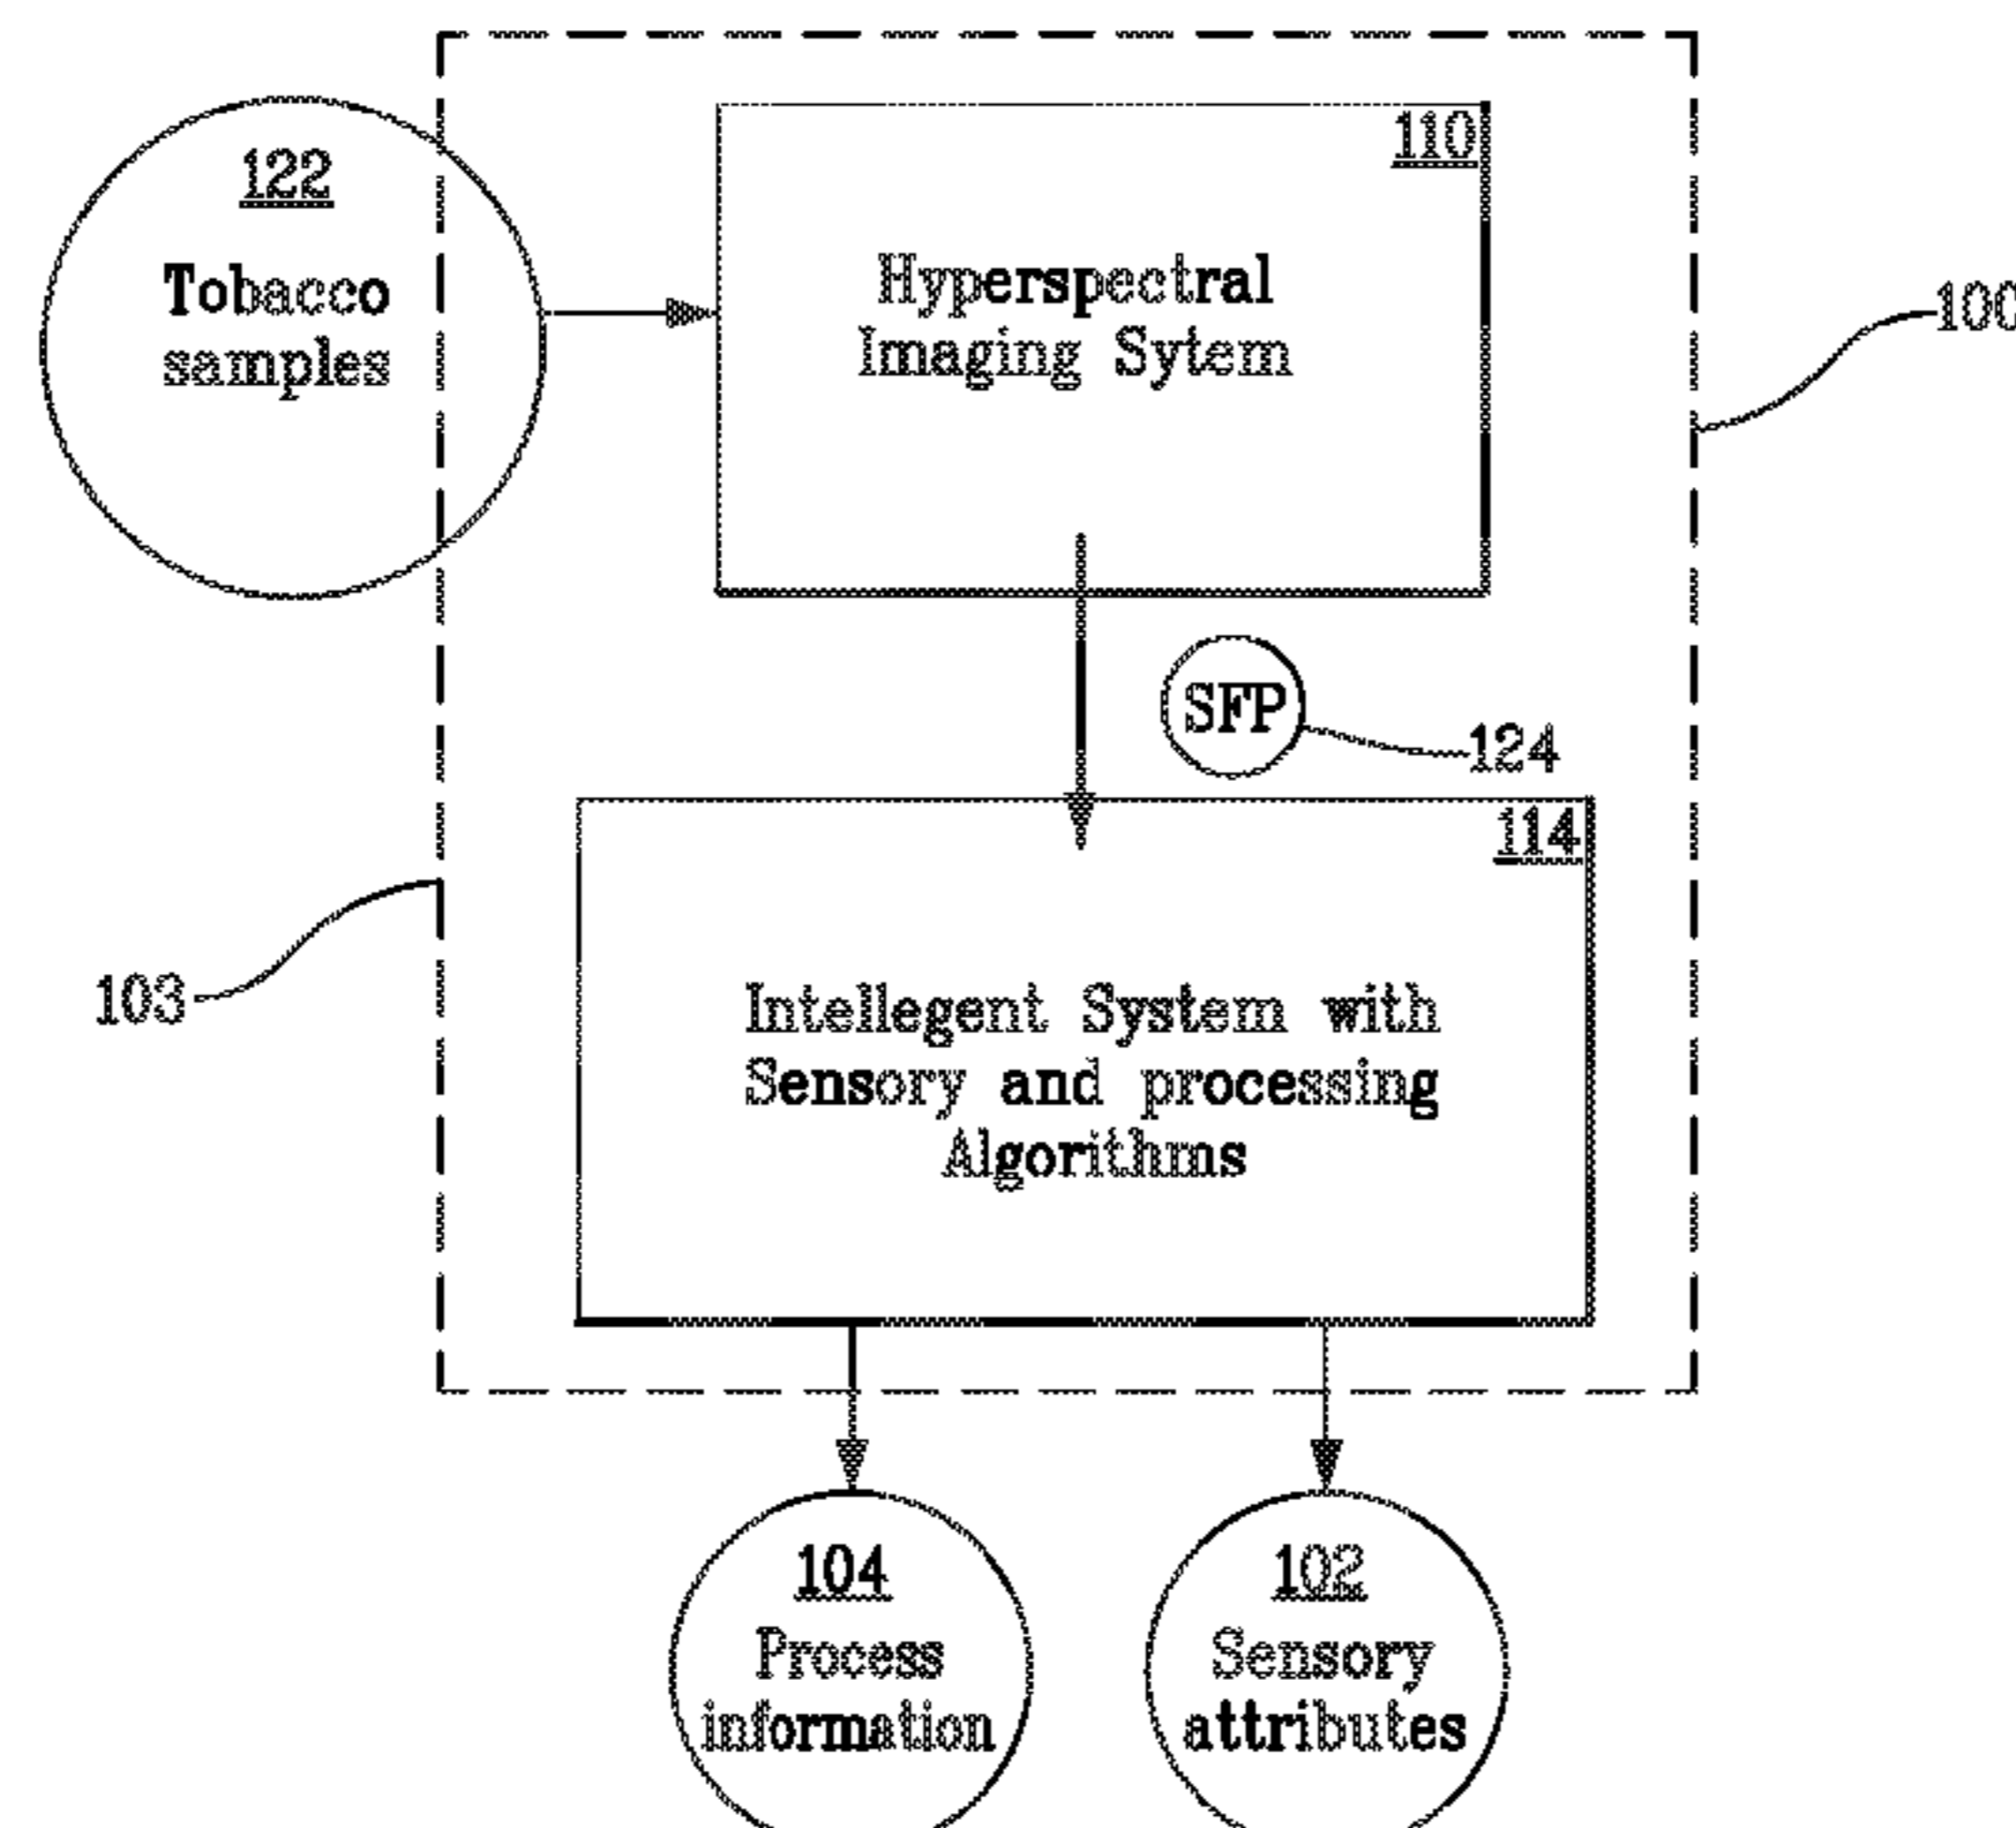 122
Tobacco
samples
110
Hyperspectral
Imaging Sytem
100
SFP
124
114
103
Intellegent System with
Sensory and processing
Algorithms
104
Process
information
102
Sensory
attributes